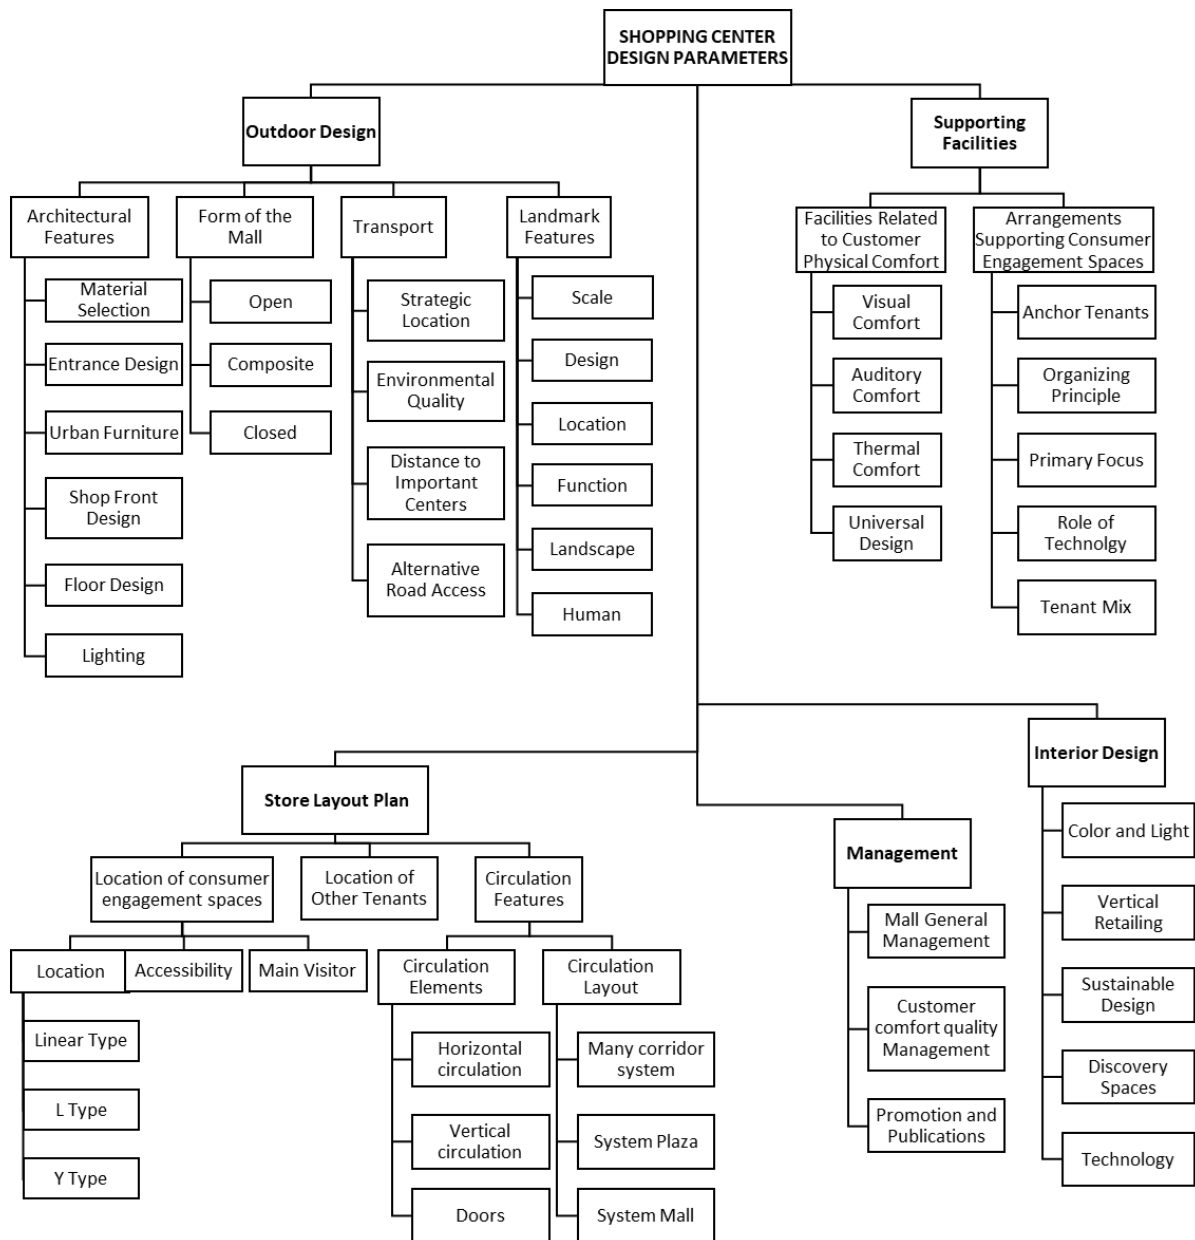 SHOPPING CENTER
DESIGN PARAMETERS
Outdoor Design
Supporting
Facilities
Architectural
Features
Form of the
Mall
Transport
Landmark
Features
Facilities Related
to Customer
Physical Comfort
Arrangements
Supporting Consumer
Engagement Spaces
Material
Selection
Entrance Design
Urban Furniture
Shop Front
Design
Floor Design
Lighting
Open
Composite
Closed
Strategic
Location
Environmental
Quality
Distance to
Important
Centers
Alternative
Road Access
Scale
Design
Location
Function
Landscape
Human
Visual
Comfort
Auditory
Comfort
Thermal
Comfort
Universal
Design
Anchor Tenants
Organizing
Principle
Primary Focus
Role of
Technolgy
Tenant Mix
Store Layout Plan
Location of consumer
engagement spaces
Location of
Other Tenants
Circulation
Features
Location
Accessibility
Main Visitor
Circulation
Elements
Circulation
Layout
Linear Type
L Type
Y Type
Horizontal
circulation
Vertical
circulation
Doors
Many corridor
system
System Plaza
System Mall
Management
Mall General
Management
Customer
comfort quality
Management
Promotion and
Publications
Interior Design
Color and Light
Vertical
Retailing
Sustainable
Design
Discovery
Spaces
Technology